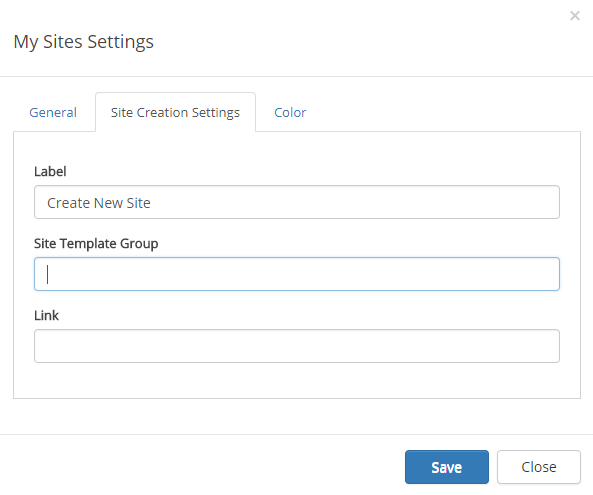 ×
My Sites Settings
General Site Creation Settings Color
Label
Create New Site
Site Template Group
Link
Save Close